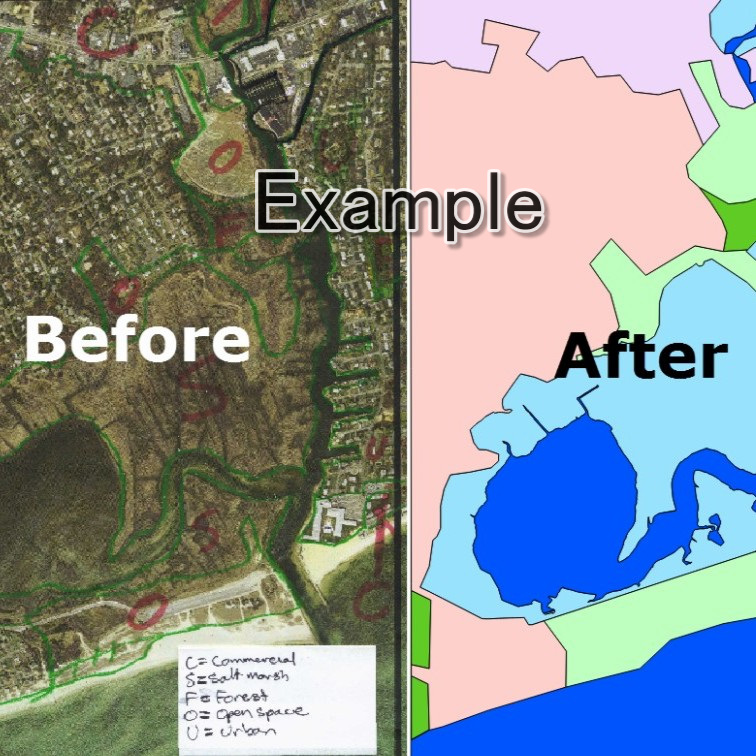 C
O
U
Example
F
O
Before
After
S
U
S
O
C
C = Commercial
S = Salt marsh
F = Forest
O = Open space
U = Urban